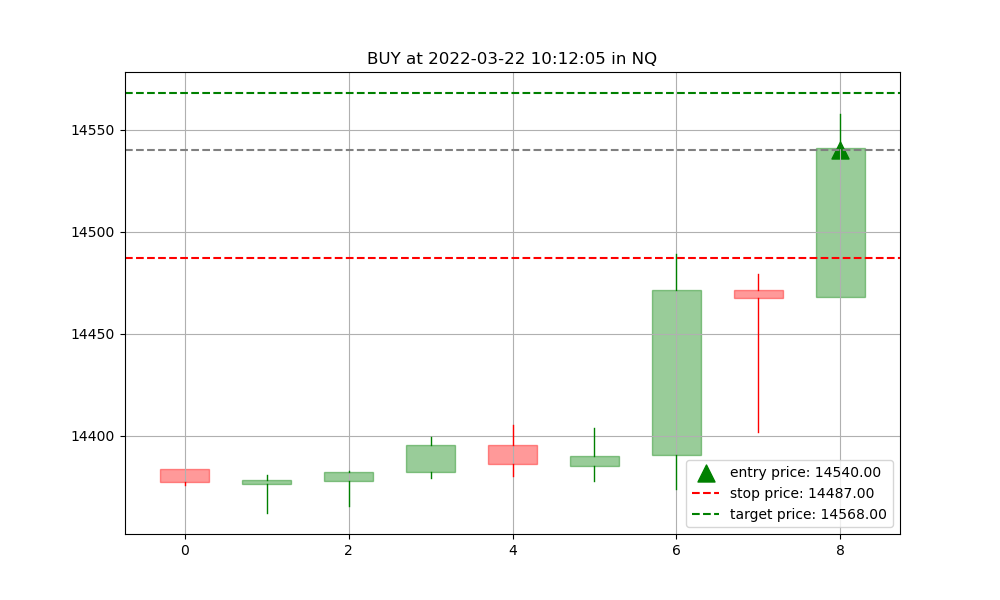 BUY at 2022-03-22 10:12:05 in NQ
14550
14500
14450
14400
entry price: 14540.00
stop price: 14487.00
target price: 14568.00
0 2 4 6 8